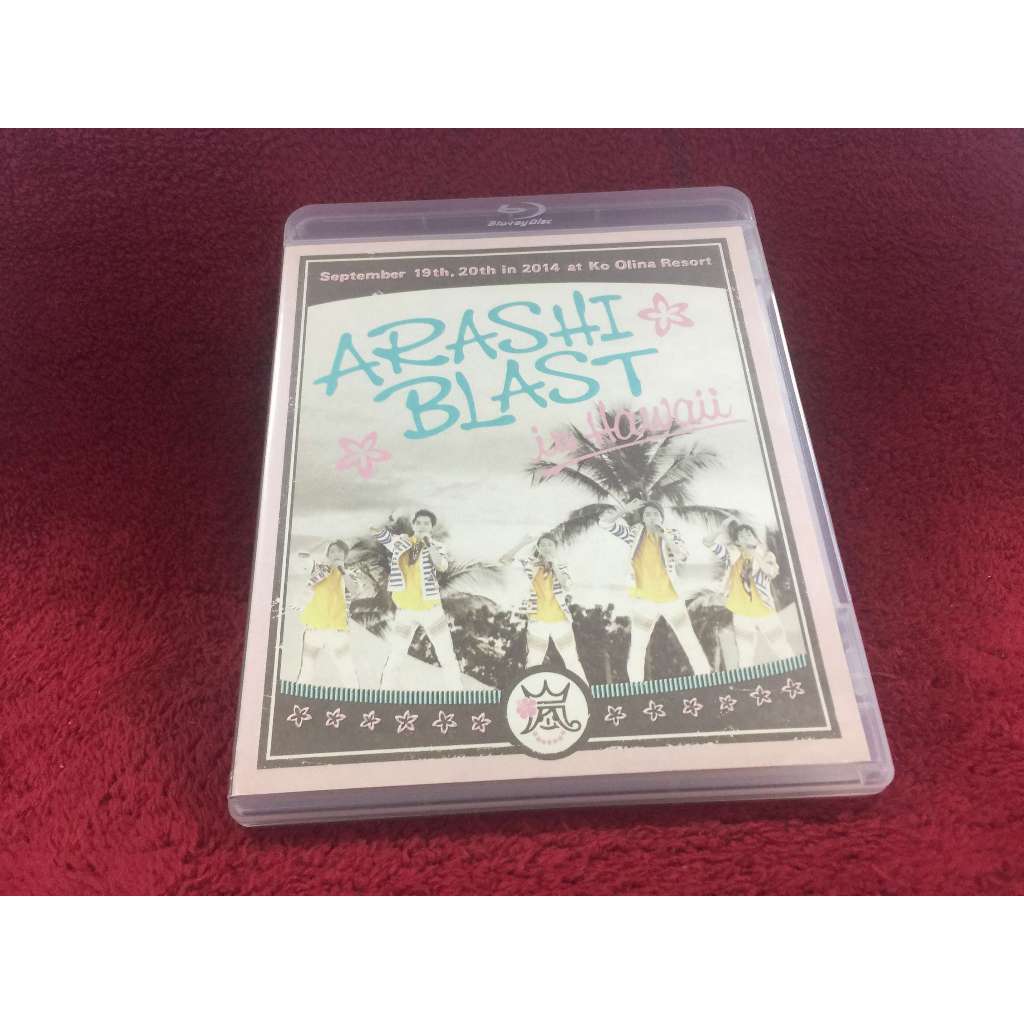 Blu-ray Disc
September 19th, 20th in 2014 at Ko Olina Resort
ARASHI
BLAST
in Hawaii
嵐